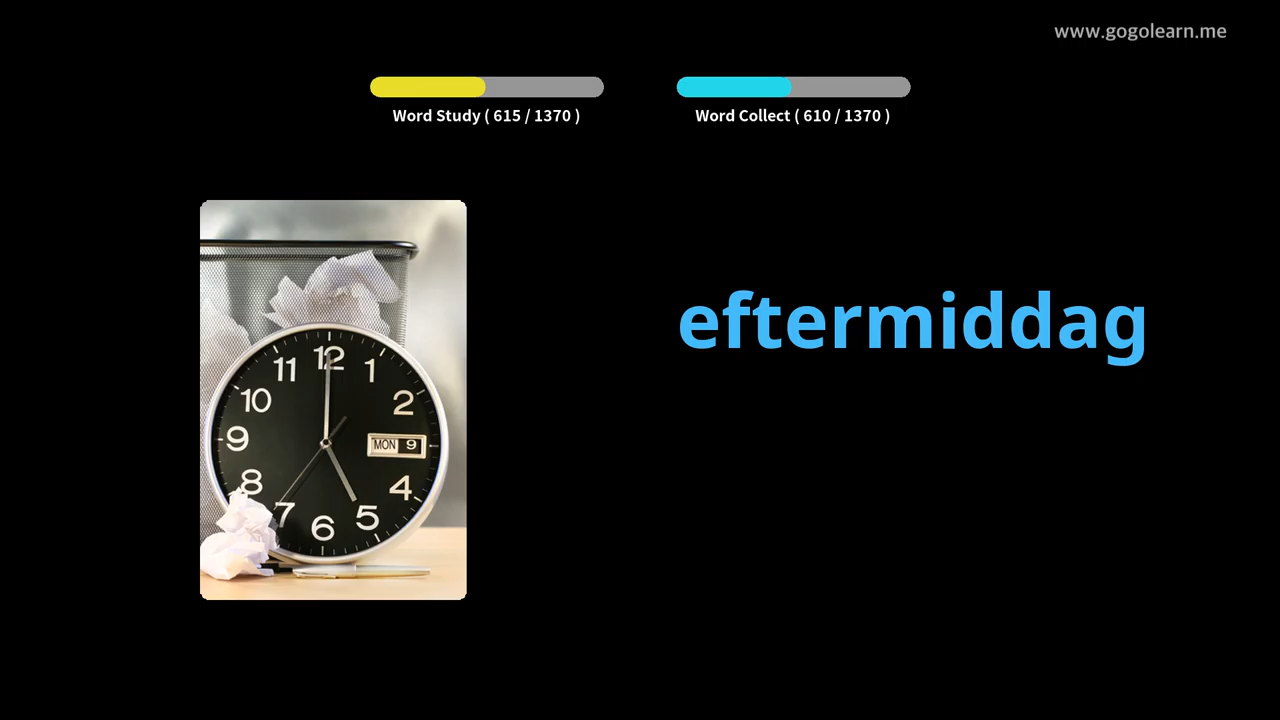 www.gogolearn.me
Word Study ( 615 / 1370 )
Word Collect ( 610 / 1370 )
eftermiddag
12
11
1
10
2
9
MON 9
8
4
7
5
6